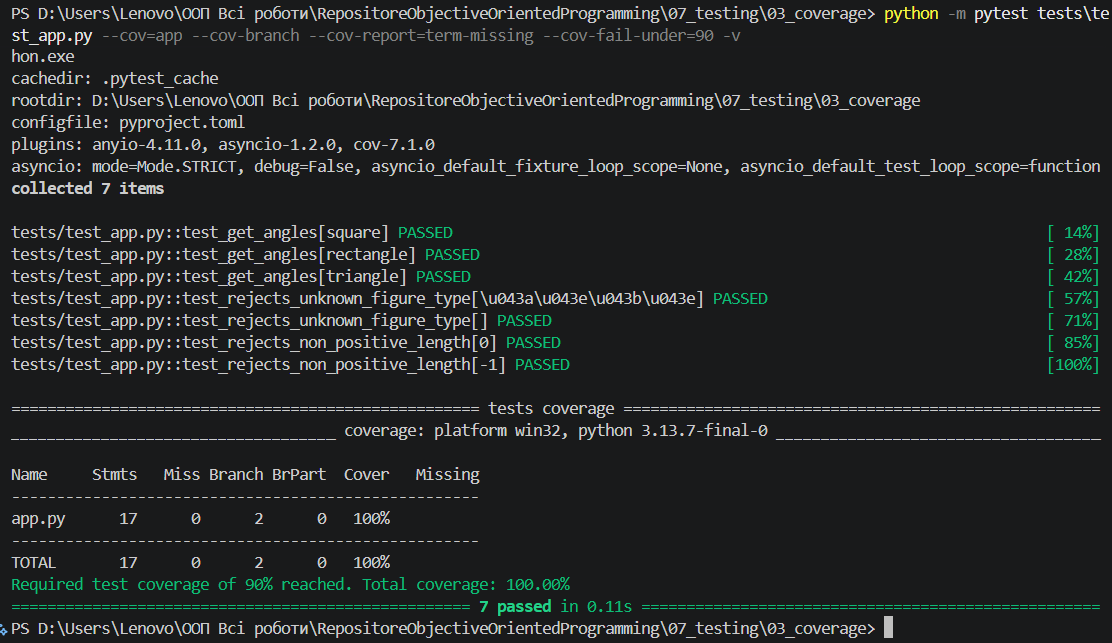 PS D:\Users\Lenovo\ООП Всі роботи\RepositoreObjectiveOrientedProgramming\07_testing\03_coverage> python -m pytest tests\te
st_app.py --cov=app --cov-branch --cov-report=term-missing --cov-fail-under=90 -v
hon.exe
cachedir: .pytest_cache
rootdir: D:\Users\Lenovo\ООП Всі роботи\RepositoreObjectiveOrientedProgramming\07_testing\03_coverage
configfile: pyproject.toml
plugins: anyio-4.11.0, asyncio-1.2.0, cov-7.1.0
asyncio: mode=Mode.STRICT, debug=False, asyncio_default_fixture_loop_scope=None, asyncio_default_test_loop_scope=function
collected 7 items
tests/test_app.py::test_get_angles[square] PASSED [ 14%]
tests/test_app.py::test_get_angles[rectangle] PASSED [ 28%]
tests/test_app.py::test_get_angles[triangle] PASSED [ 42%]
tests/test_app.py::test_rejects_unknown_figure_type[\u043a\u043e\u043b\u043e] PASSED [ 57%]
tests/test_app.py::test_rejects_unknown_figure_type[] PASSED [ 71%]
tests/test_app.py::test_rejects_non_positive_length[0] PASSED [ 85%]
tests/test_app.py::test_rejects_non_positive_length[-1] PASSED [100%]
==================================================== tests coverage =====================================================
____________________________________ coverage: platform win32, python 3.13.7-final-0 ____________________________________
Name     Stmts   Miss Branch BrPart  Cover   Missing
----------------------------------------------------
app.py      17      0      2      0   100%
----------------------------------------------------
TOTAL       17      0      2      0   100%
Required test coverage of 90% reached. Total coverage: 100.00%
=================================================== 7 passed in 0.11s ===================================================
PS D:\Users\Lenovo\ООП Всі роботи\RepositoreObjectiveOrientedProgramming\07_testing\03_coverage>